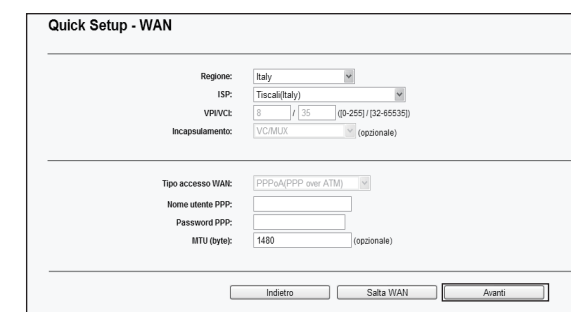 Quick Setup - WAN
Regione: Italy
ISP: Tiscali(Italy)
VPI/VCI: 8 / 35 ([0-255] / [32-65535])
Incapsulamento: VC/MUX (opzionale)
Tipo accesso WAN: PPPoA(PPP over ATM)
Nome utente PPP:
Password PPP:
MTU (byte): 1480 (opzionale)
Indietro Salta WAN Avanti